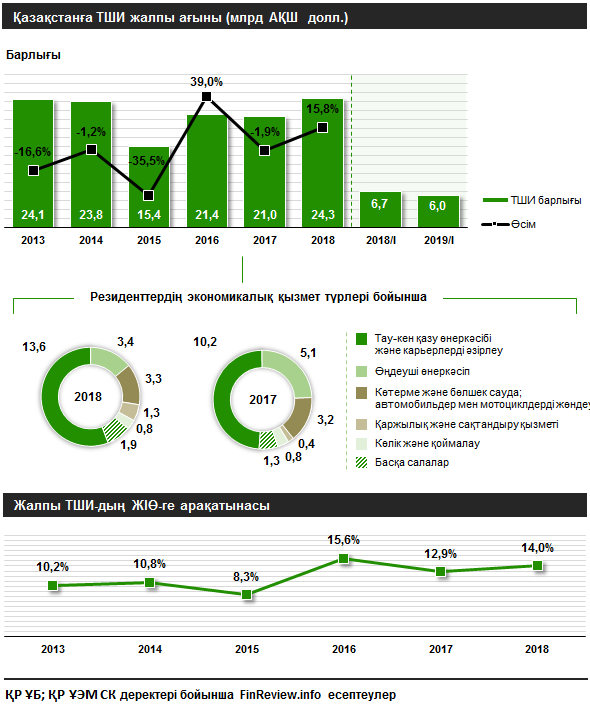 Қазақстанға ТШИ жалпы ағыны (млрд АҚШ долл.)
Барлығы
39,0%
15,8%
-16,6%
-1,2%
-35,5%
-1,9%
24,1
23,8
15,4
21,4
21,0
24,3
6,7
6,0
2013
2014
2015
2016
2017
2018
2018/I
2019/I
ТШИ барлығы
Өсім
Резиденттердің экономикалық қызмет түрлері бойынша
13,6
3,4
3,3
1,3
0,8
1,9
2018
10,2
5,1
3,2
0,4
0,8
1,3
2017
Тау-кен қазу өнеркәсібі
және карьерлерді әзірлеу
Өңдеуші өнеркәсіп
Көтерме және бөлшек сауда;
автомобильдер мен мотоциклдерді жөндеу
Қаржылық және сақтандыру қызметі
Көлік және қоймалау
Басқа салалар
Жалпы ТШИ-дың ЖІӨ-ге арақатынасы
10,2%
10,8%
8,3%
15,6%
12,9%
14,0%
2013
2014
2015
2016
2017
2018
ҚР ҰБ; ҚР ҰЭМ СК деректері бойынша FinReview.info есептеулер